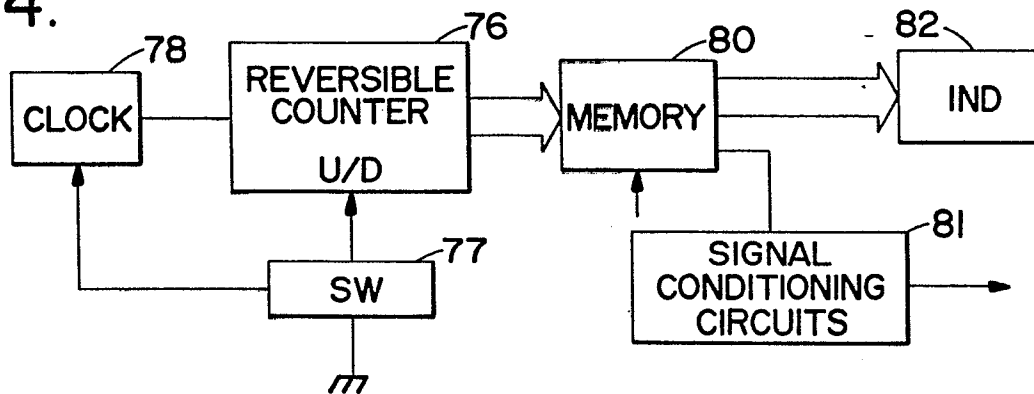 4.
78
76
80
82
CLOCK
REVERSIBLE
COUNTER
U/D
MEMORY
IND
77
SW
81
SIGNAL
CONDITIONING
CIRCUITS